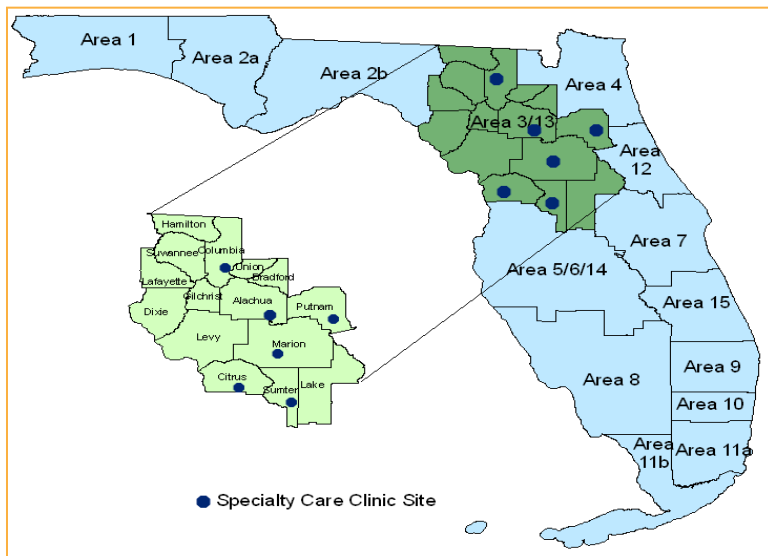 Area 1
Area 2a
Area 2b
Area 4
Area 3/13
Area
12
Area 7
Area 5/6/14
Area 15
Area 8
Area 9
Area 10
Area
11b
Area 11a
Hamilton
Suwannee
Columbia
Union
Bradford
Lafayette
Gilchrist
Alachua
Putnam
Dixie
Levy
Marion
Citrus
Sumter
Lake
Specialty Care Clinic Site